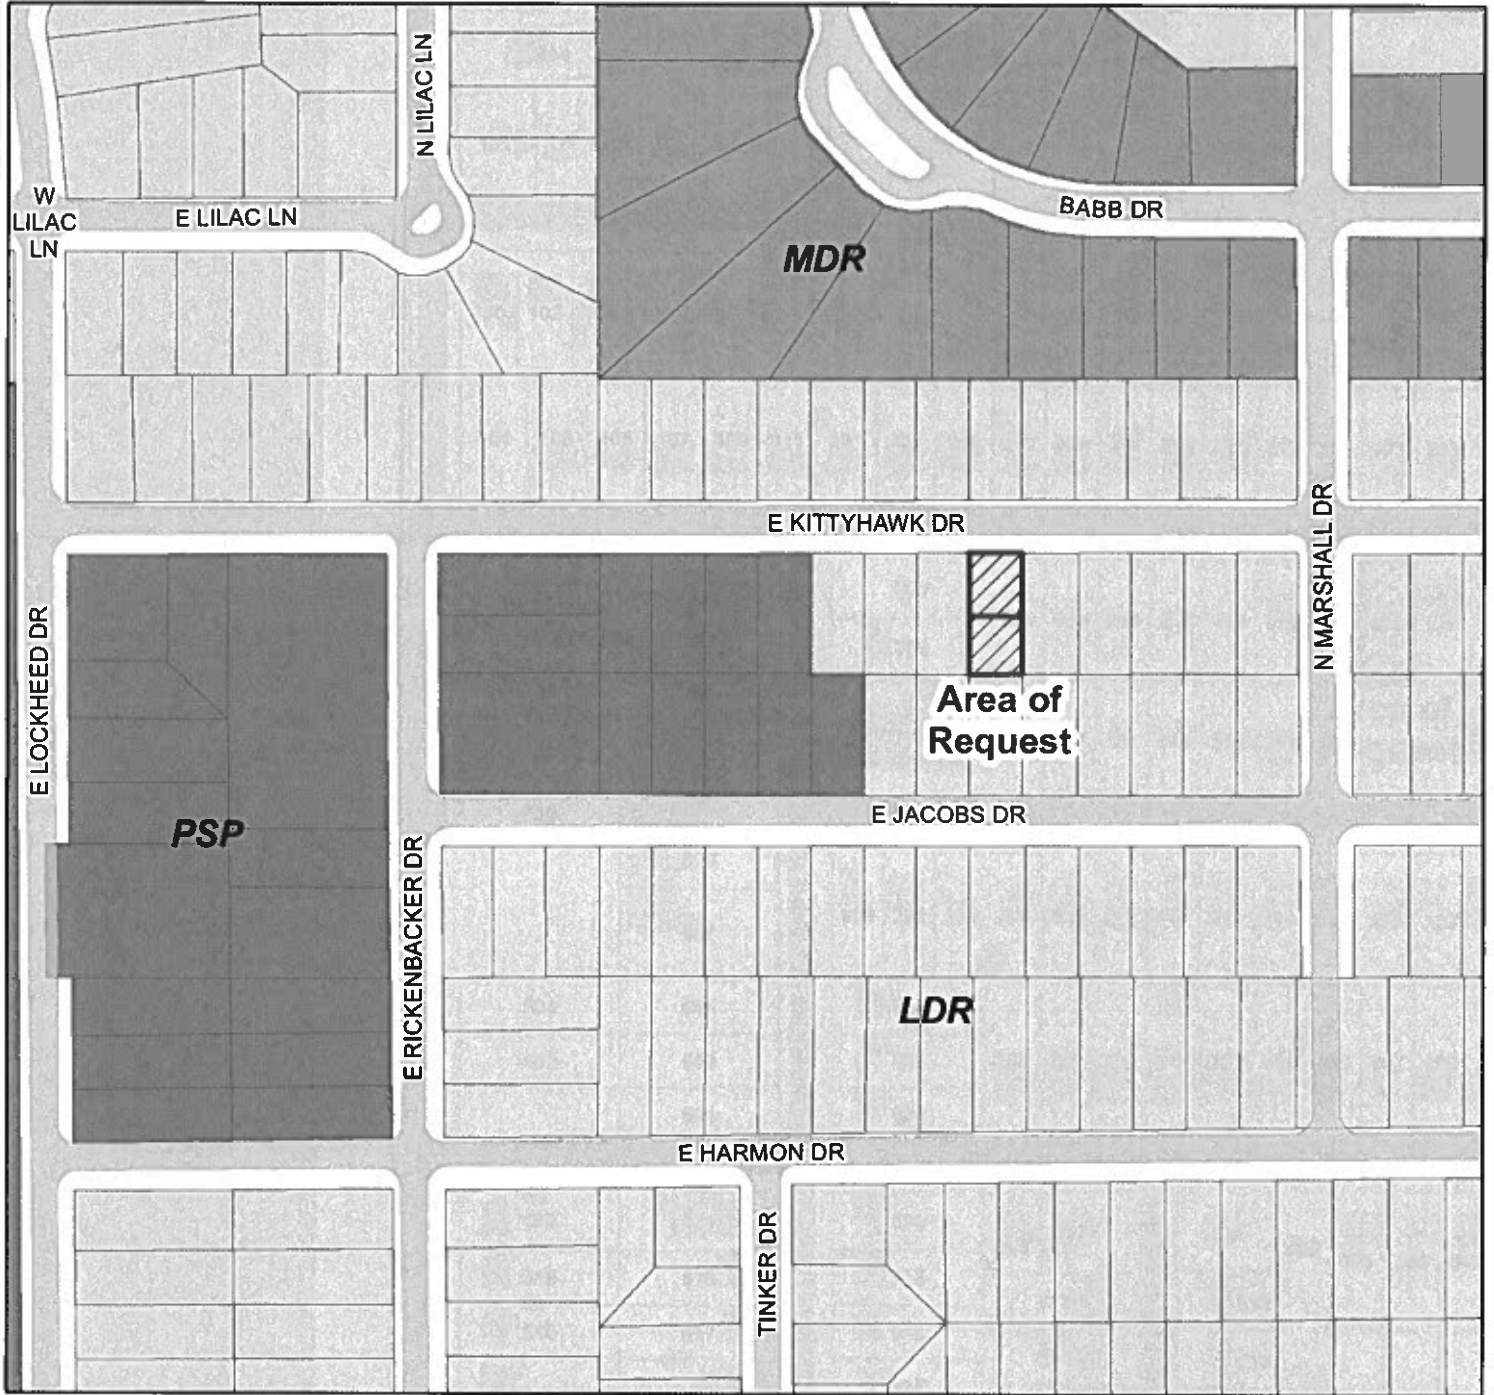 N LILAC LN
W
LILAC
LN
E LILAC LN
BABB DR
MDR
E KITTYHAWK DR
N MARSHALL DR
E LOCKHEED DR
Area of
Request
E JACOBS DR
PSP
E RICKENBACKER DR
LDR
E HARMON DR
TINKER DR